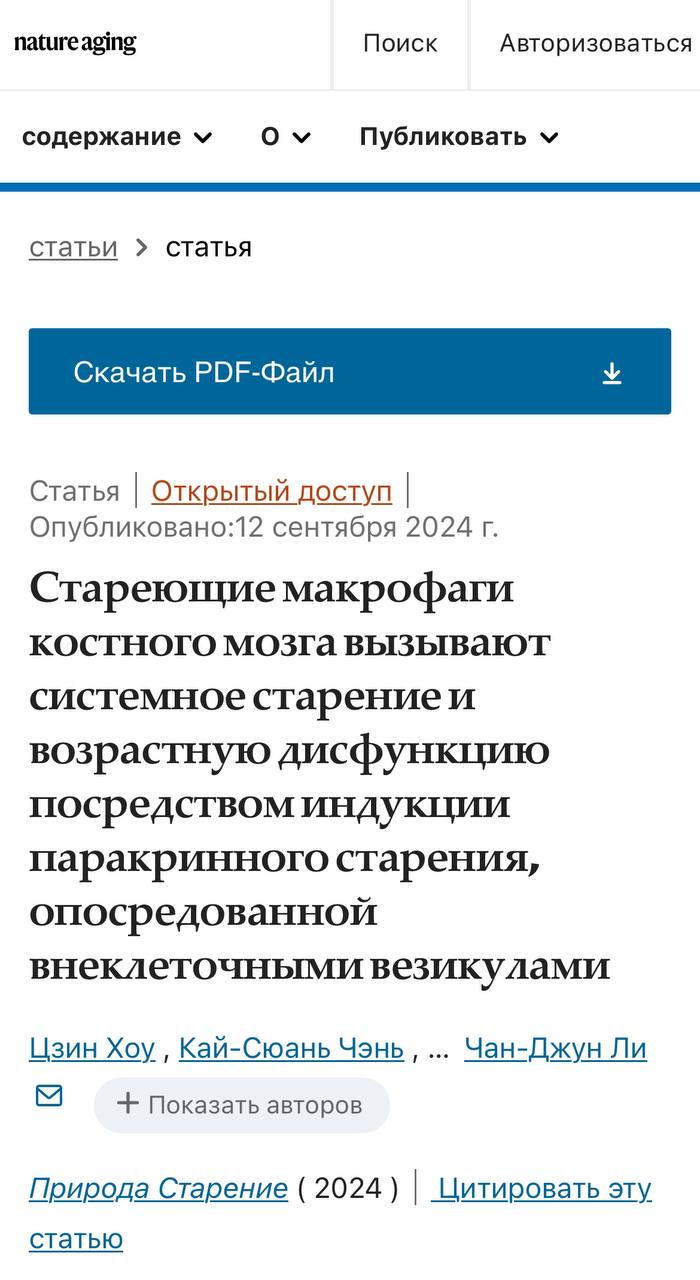 nature aging
Поиск
Авторизоваться
содержание
О
Публиковать
статьи > статья
Скачать PDF-Файл
Статья | Открытый доступ |
Опубликовано:12 сентября 2024 г.
Стареющие макрофаги
костного мозга вызывают
системное старение и
возрастную дисфункцию
посредством индукции
паракринного старения,
опосредованной
внеклеточными везикулами
Цзин Хоу , Кай-Сюань Чэнь , ... Чан-Джун Ли
+ Показать авторов
Природа Старение ( 2024 ) | Цитировать эту
статью